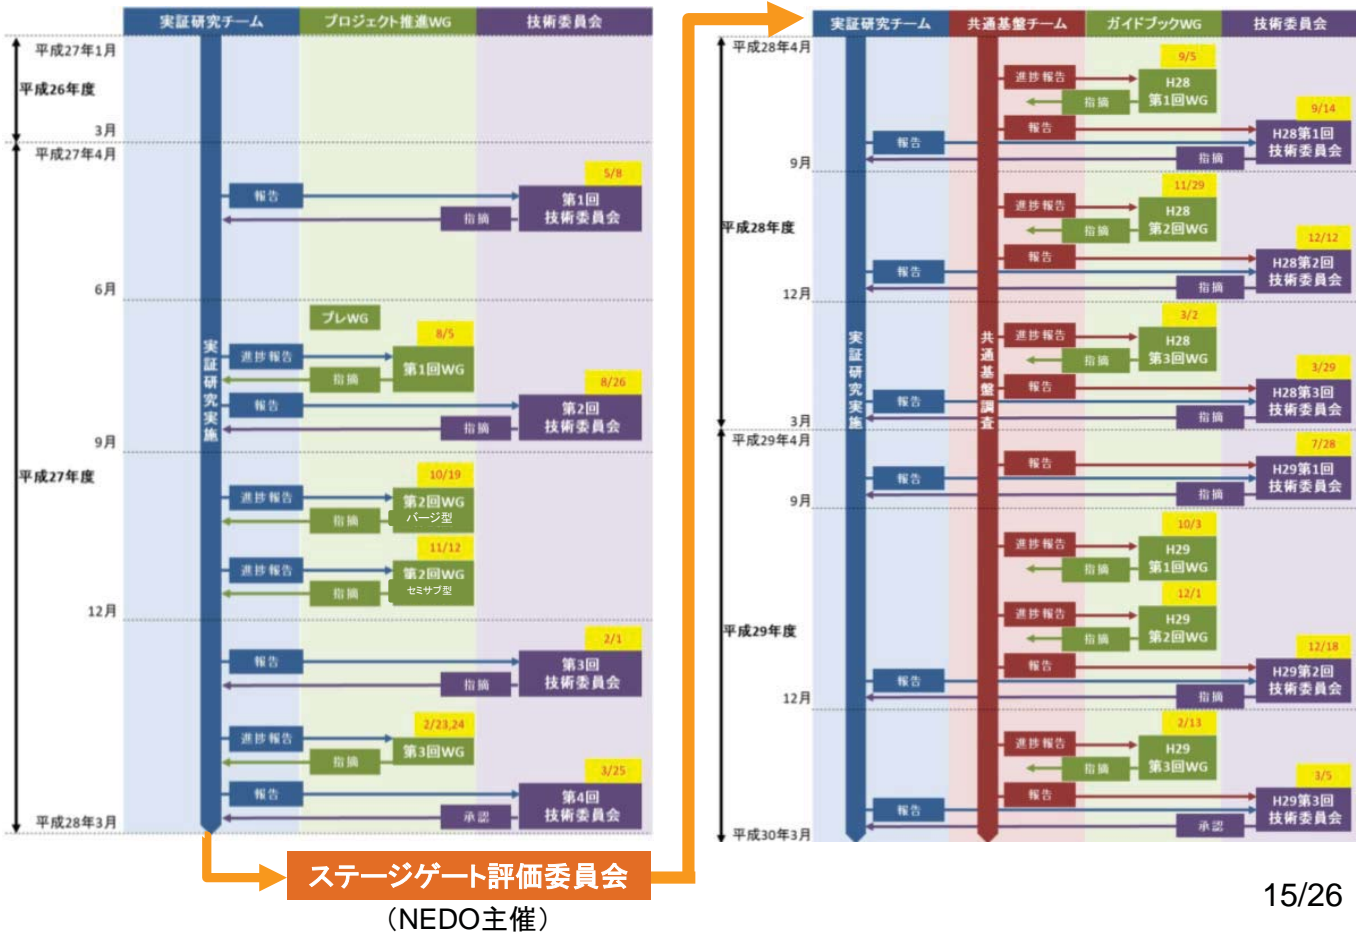 実証研究チーム
プロジェクト推進WG
技術委員会
平成27年1月
平成26年度
3月
平成27年4月
5/8
報告
第1回
技術委員会
指摘
6月
プレWG
8/5
進捗報告
第1回WG
指摘
8/26
報告
第2回
技術委員会
指摘
9月
平成27年度
実証研究実施
10/19
進捗報告
第2回WG
バージ型
指摘
11/12
進捗報告
第2回WG
セミサブ型
指摘
12月
2/1
報告
第3回
技術委員会
指摘
2/23,24
進捗報告
第3回WG
指摘
3/25
報告
第4回
技術委員会
承認
平成28年3月
ステージゲート評価委員会
（NEDO主催）
実証研究チーム
共通基盤チーム
ガイドブックWG
技術委員会
平成28年4月
9/5
進捗報告
H28
第1回WG
指摘
9/14
報告
H28第1回
技術委員会
報告
指摘
9月
11/29
進捗報告
H28
第2回WG
指摘
平成28年度
12/12
報告
H28第2回
技術委員会
報告
指摘
12月
3/2
進捗報告
H28
第3回WG
指摘
実証研究実施
共通基盤調査
3/29
報告
H28第3回
技術委員会
報告
指摘
3月
平成29年4月
7/28
報告
H29第1回
技術委員会
報告
指摘
9月
10/3
進捗報告
H29
第1回WG
指摘
12/1
進捗報告
H29
第2回WG
指摘
平成29年度
12/18
報告
H29第2回
技術委員会
報告
指摘
12月
2/13
進捗報告
H29
第3回WG
指摘
3/5
報告
H29第3回
技術委員会
報告
承認
平成30年3月
15/26